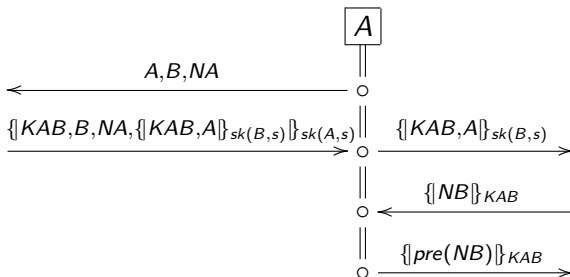 A
A,B,NA
{|KAB,B,NA,{|KAB,A|}sk(B,s)|}sk(A,s) {|KAB,A|}sk(B,s)
{|NB|}KAB
{|pre(NB)|}KAB